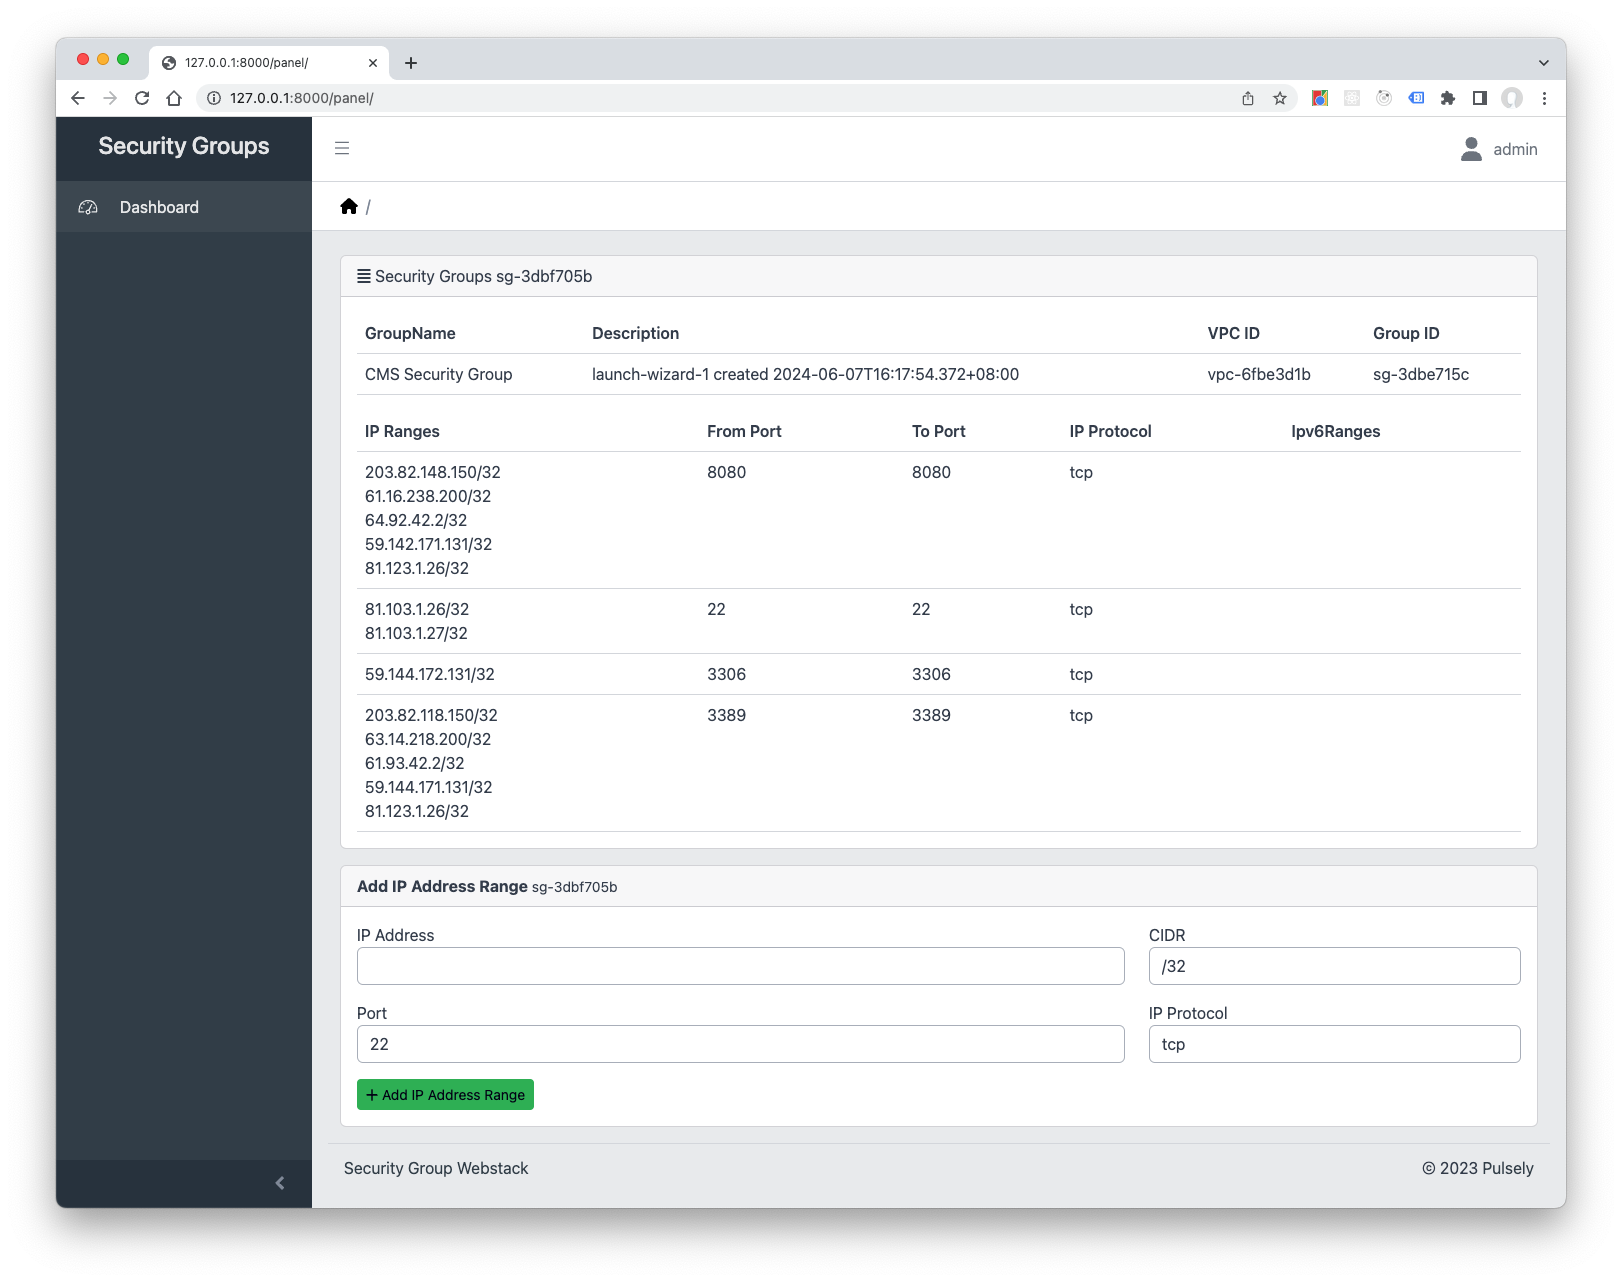 127.0.0.1:8000/panel/
127.0.0.1:8000/panel/
Security Groups
admin
Dashboard
/
Security Groups sg-3dbf705b
GroupName Description VPC ID Group ID
CMS Security Group launch-wizard-1 created 2024-06-07T16:17:54.372+08:00 vpc-6fbe3d1b sg-3dbe715c
IP Ranges From Port To Port IP Protocol Ipv6Ranges
203.82.148.150/32 8080 8080 tcp
61.16.238.200/32
64.92.42.2/32
59.142.171.131/32
81.123.1.26/32
81.103.1.26/32 22 22 tcp
81.103.1.27/32
59.144.172.131/32 3306 3306 tcp
203.82.118.150/32 3389 3389 tcp
63.14.218.200/32
61.93.42.2/32
59.144.171.131/32
81.123.1.26/32
Add IP Address Range sg-3dbf705b
IP Address CIDR
/32
Port IP Protocol
22 tcp
+ Add IP Address Range
Security Group Webstack © 2023 Pulsely